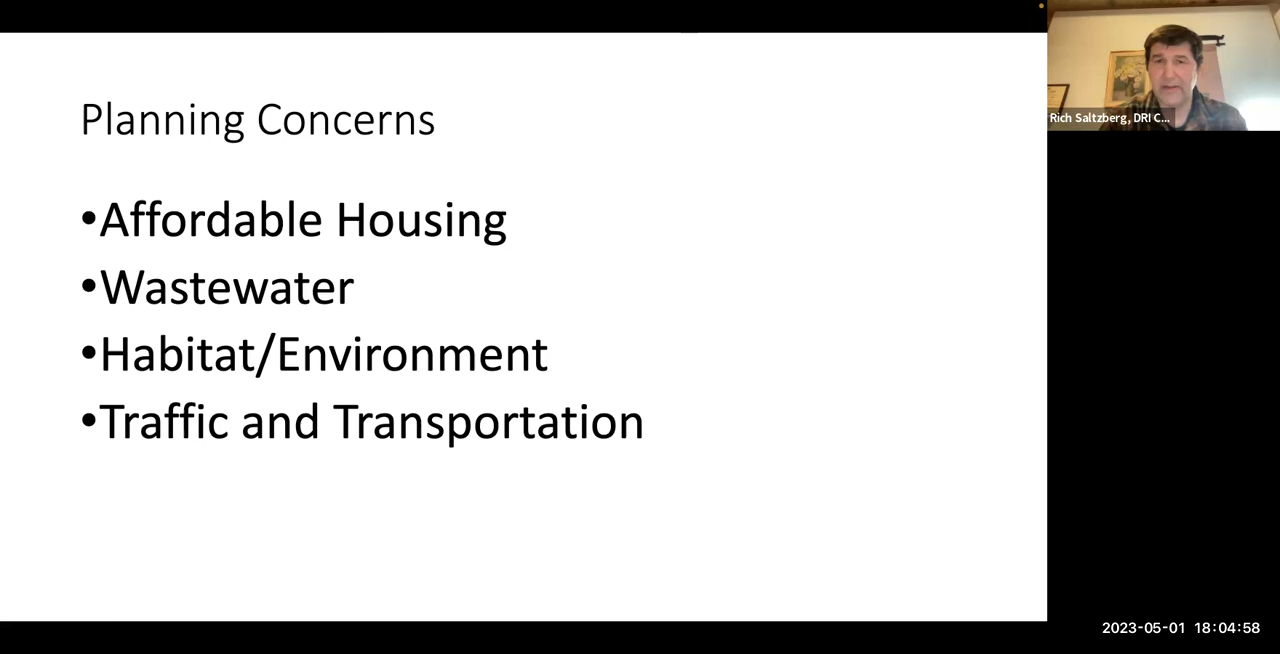 Planning Concerns
•Affordable Housing
•Wastewater
•Habitat/Environment
•Traffic and Transportation
Rich Saltzberg, DRI C...
2023-05-01 18:04:58